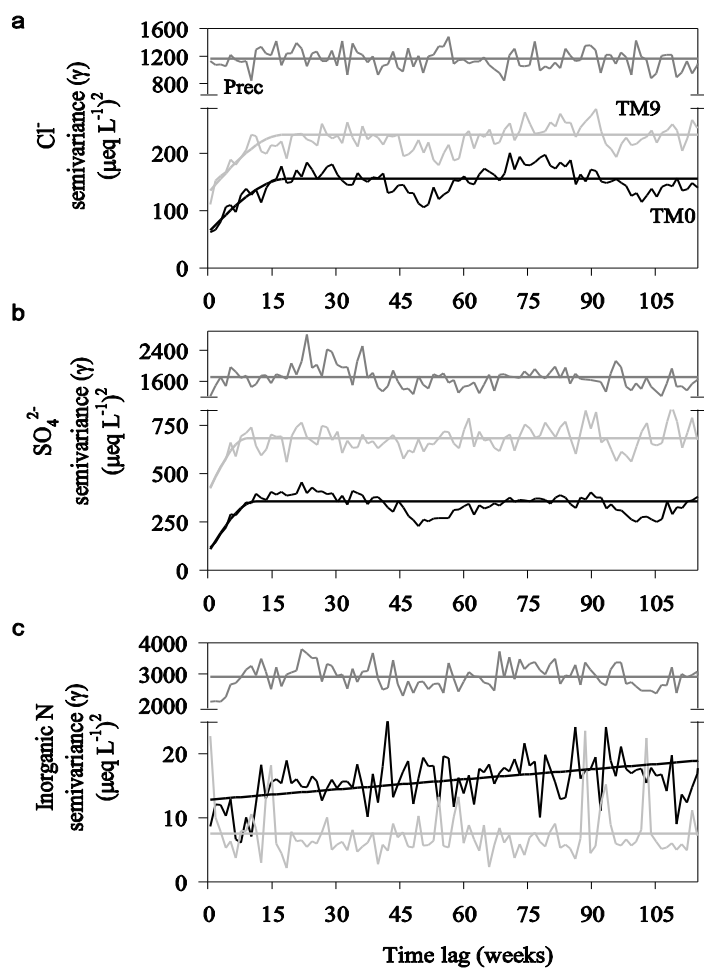 a
1600
1200
800
Prec
TM9
200
100
TM0
0
Cl-
semivariance (γ)
(μeq L-1)2
0 15 30 45 60 75 90 105
b
2400
1600
750
500
250
0
SO42-
semivariance (γ)
(μeq L-1)2
0 15 30 45 60 75 90 105
c
4000
3000
2000
20
10
0
Inorganic N
semivariance (γ)
(μeq L-1)2
0 15 30 45 60 75 90 105
Time lag (weeks)